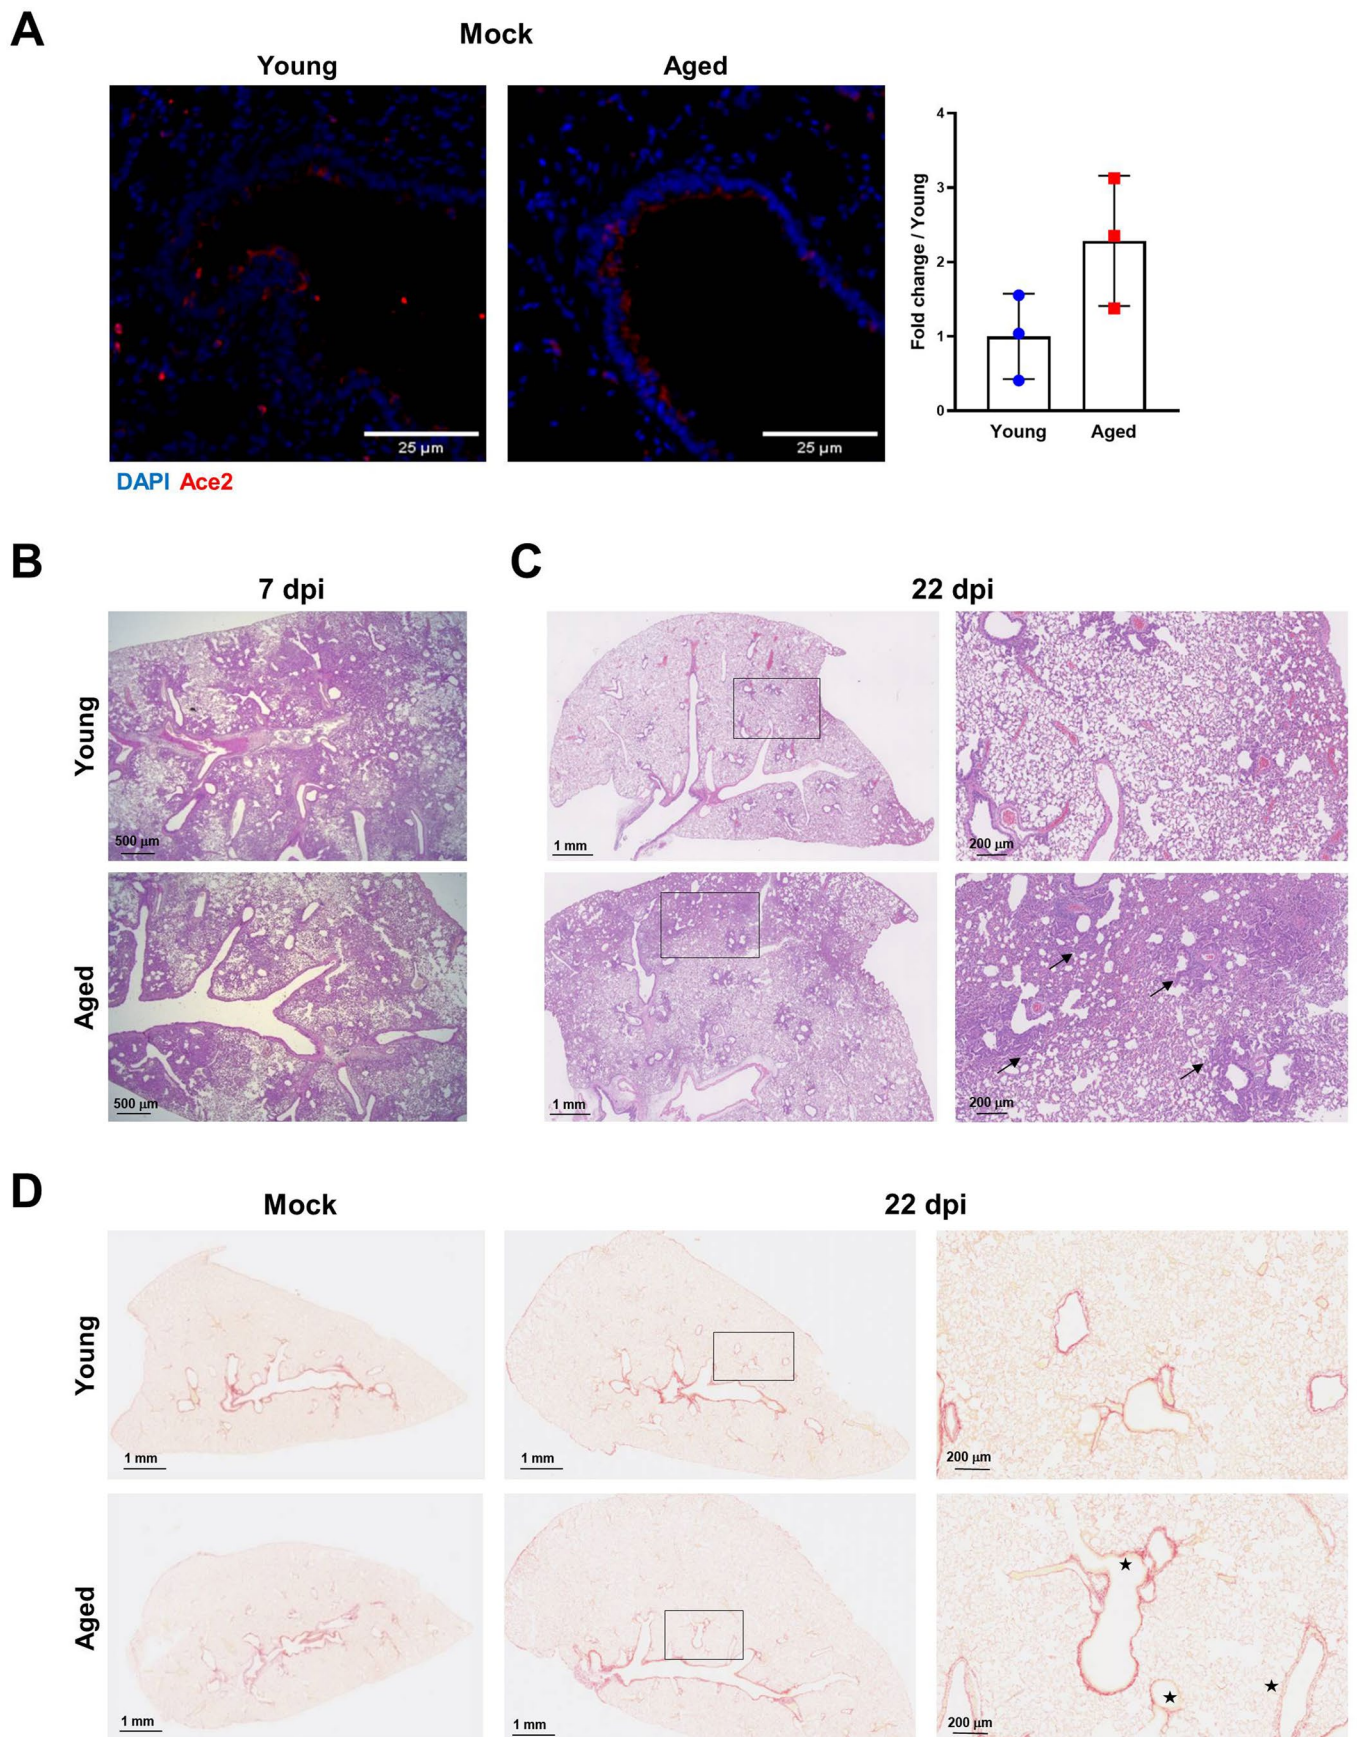 A
Mock
Young
Aged
25 µm
25 µm
DAPI Ace2
Fold change / Young
4
3
2
1
0
Young
Aged
B
7 dpi
C
22 dpi
Young
500 µm
1 mm
200 µm
Aged
500 µm
1 mm
200 µm
D
Mock
22 dpi
Young
1 mm
1 mm
200 µm
Aged
1 mm
1 mm
200 µm